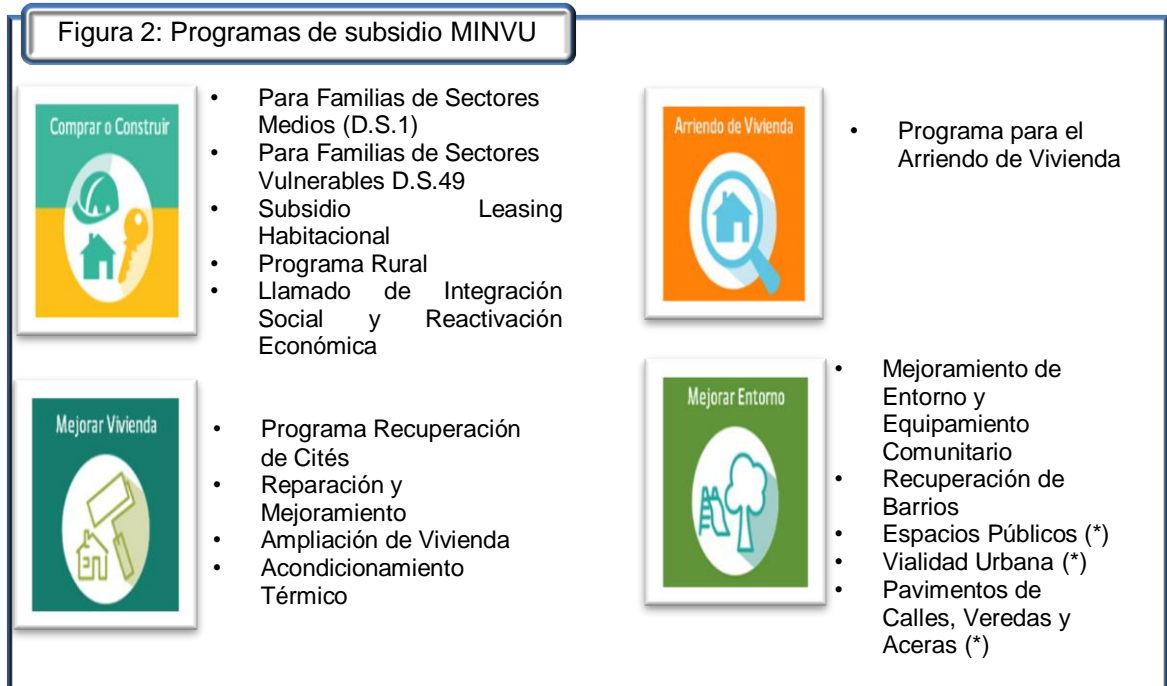 Figura 2: Programas de subsidio MINVU
Comprar o Construir
• Para Familias de Sectores
Medios (D.S.1)
• Para Familias de Sectores
Vulnerables D.S.49
• Subsidio Leasing
Habitacional
• Programa Rural
• Llamado de Integración
Social y Reactivación
Económica
Arriendo de Vivienda
• Programa para el
Arriendo de Vivienda
Mejorar Vivienda
• Programa Recuperación
de Cités
• Reparación y
Mejoramiento
• Ampliación de Vivienda
• Acondicionamiento
Térmico
Mejorar Entorno
• Mejoramiento de
Entorno y
Equipamiento
Comunitario
• Recuperación de
Barrios
• Espacios Públicos (*)
• Vialidad Urbana (*)
• Pavimentos de
Calles, Veredas y
Aceras (*)